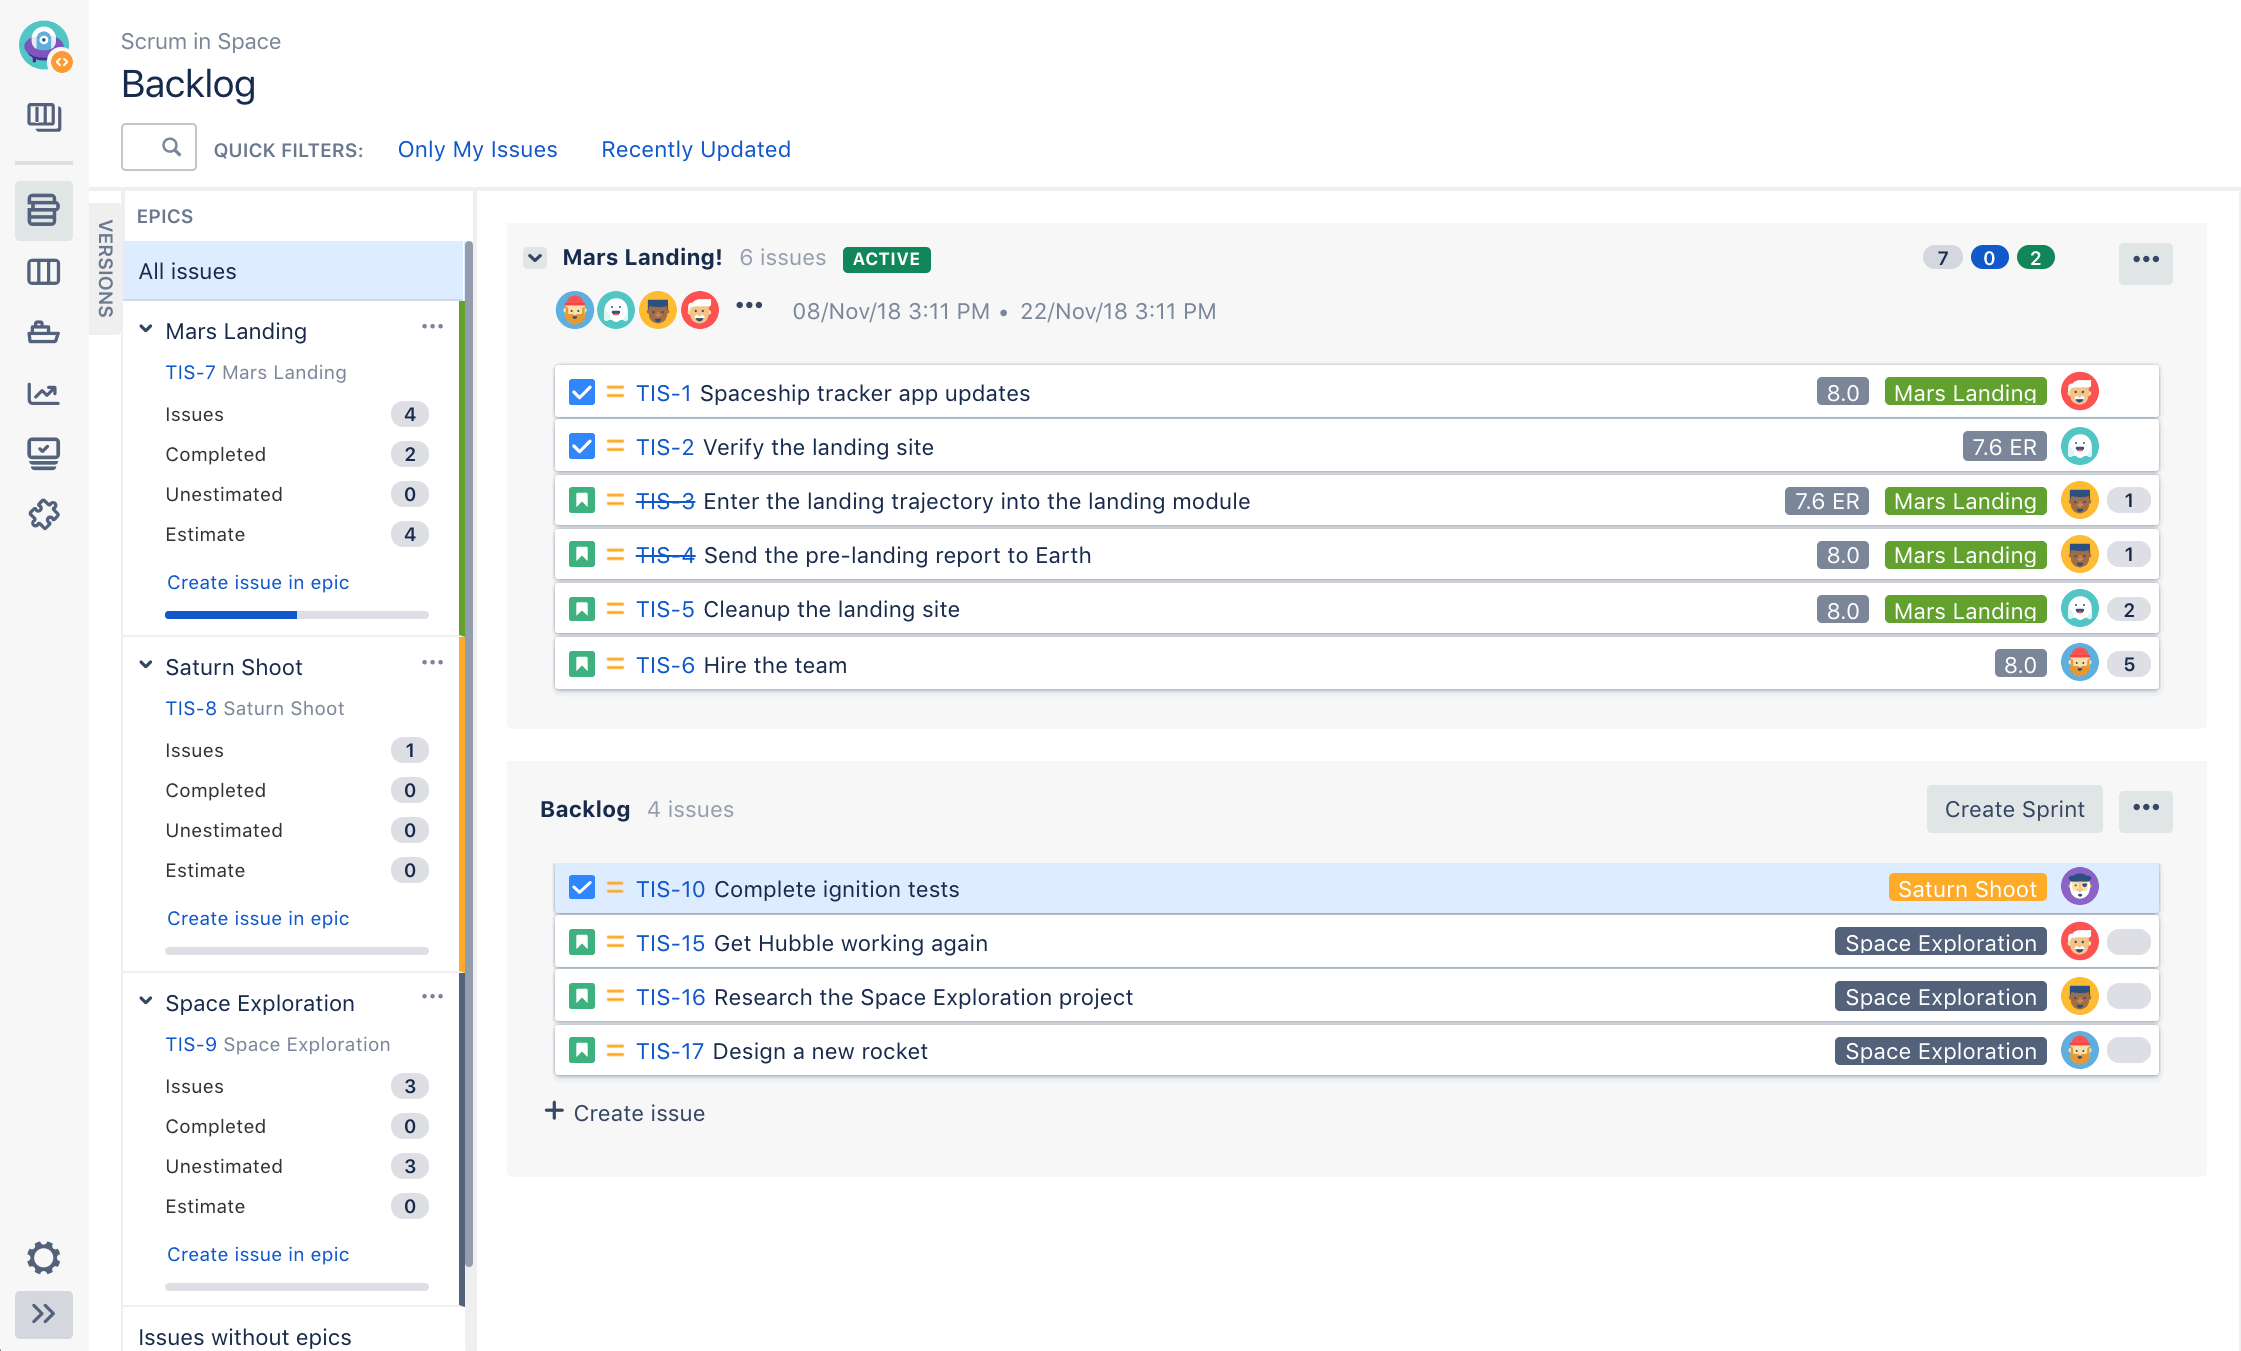 Scrum in Space
Backlog
QUICK FILTERS: Only My Issues Recently Updated
VERSIONS
EPICS
All issues
Mars Landing
TIS-7 Mars Landing
Issues 4
Completed 2
Unestimated 0
Estimate 4
Create issue in epic
Saturn Shoot
TIS-8 Saturn Shoot
Issues 1
Completed 0
Unestimated 0
Estimate 0
Create issue in epic
Space Exploration
TIS-9 Space Exploration
Issues 3
Completed 0
Unestimated 3
Estimate 0
Create issue in epic
Issues without epics
Mars Landing! 6 issues ACTIVE 7 0 2
08/Nov/18 3:11 PM • 22/Nov/18 3:11 PM
TIS-1 Spaceship tracker app updates 8.0 Mars Landing
TIS-2 Verify the landing site 7.6 ER
TIS-3 Enter the landing trajectory into the landing module 7.6 ER Mars Landing 1
TIS-4 Send the pre-landing report to Earth 8.0 Mars Landing 1
TIS-5 Cleanup the landing site 8.0 Mars Landing 2
TIS-6 Hire the team 8.0 5
Backlog 4 issues Create Sprint
TIS-10 Complete ignition tests Saturn Shoot
TIS-15 Get Hubble working again Space Exploration
TIS-16 Research the Space Exploration project Space Exploration
TIS-17 Design a new rocket Space Exploration
+ Create issue